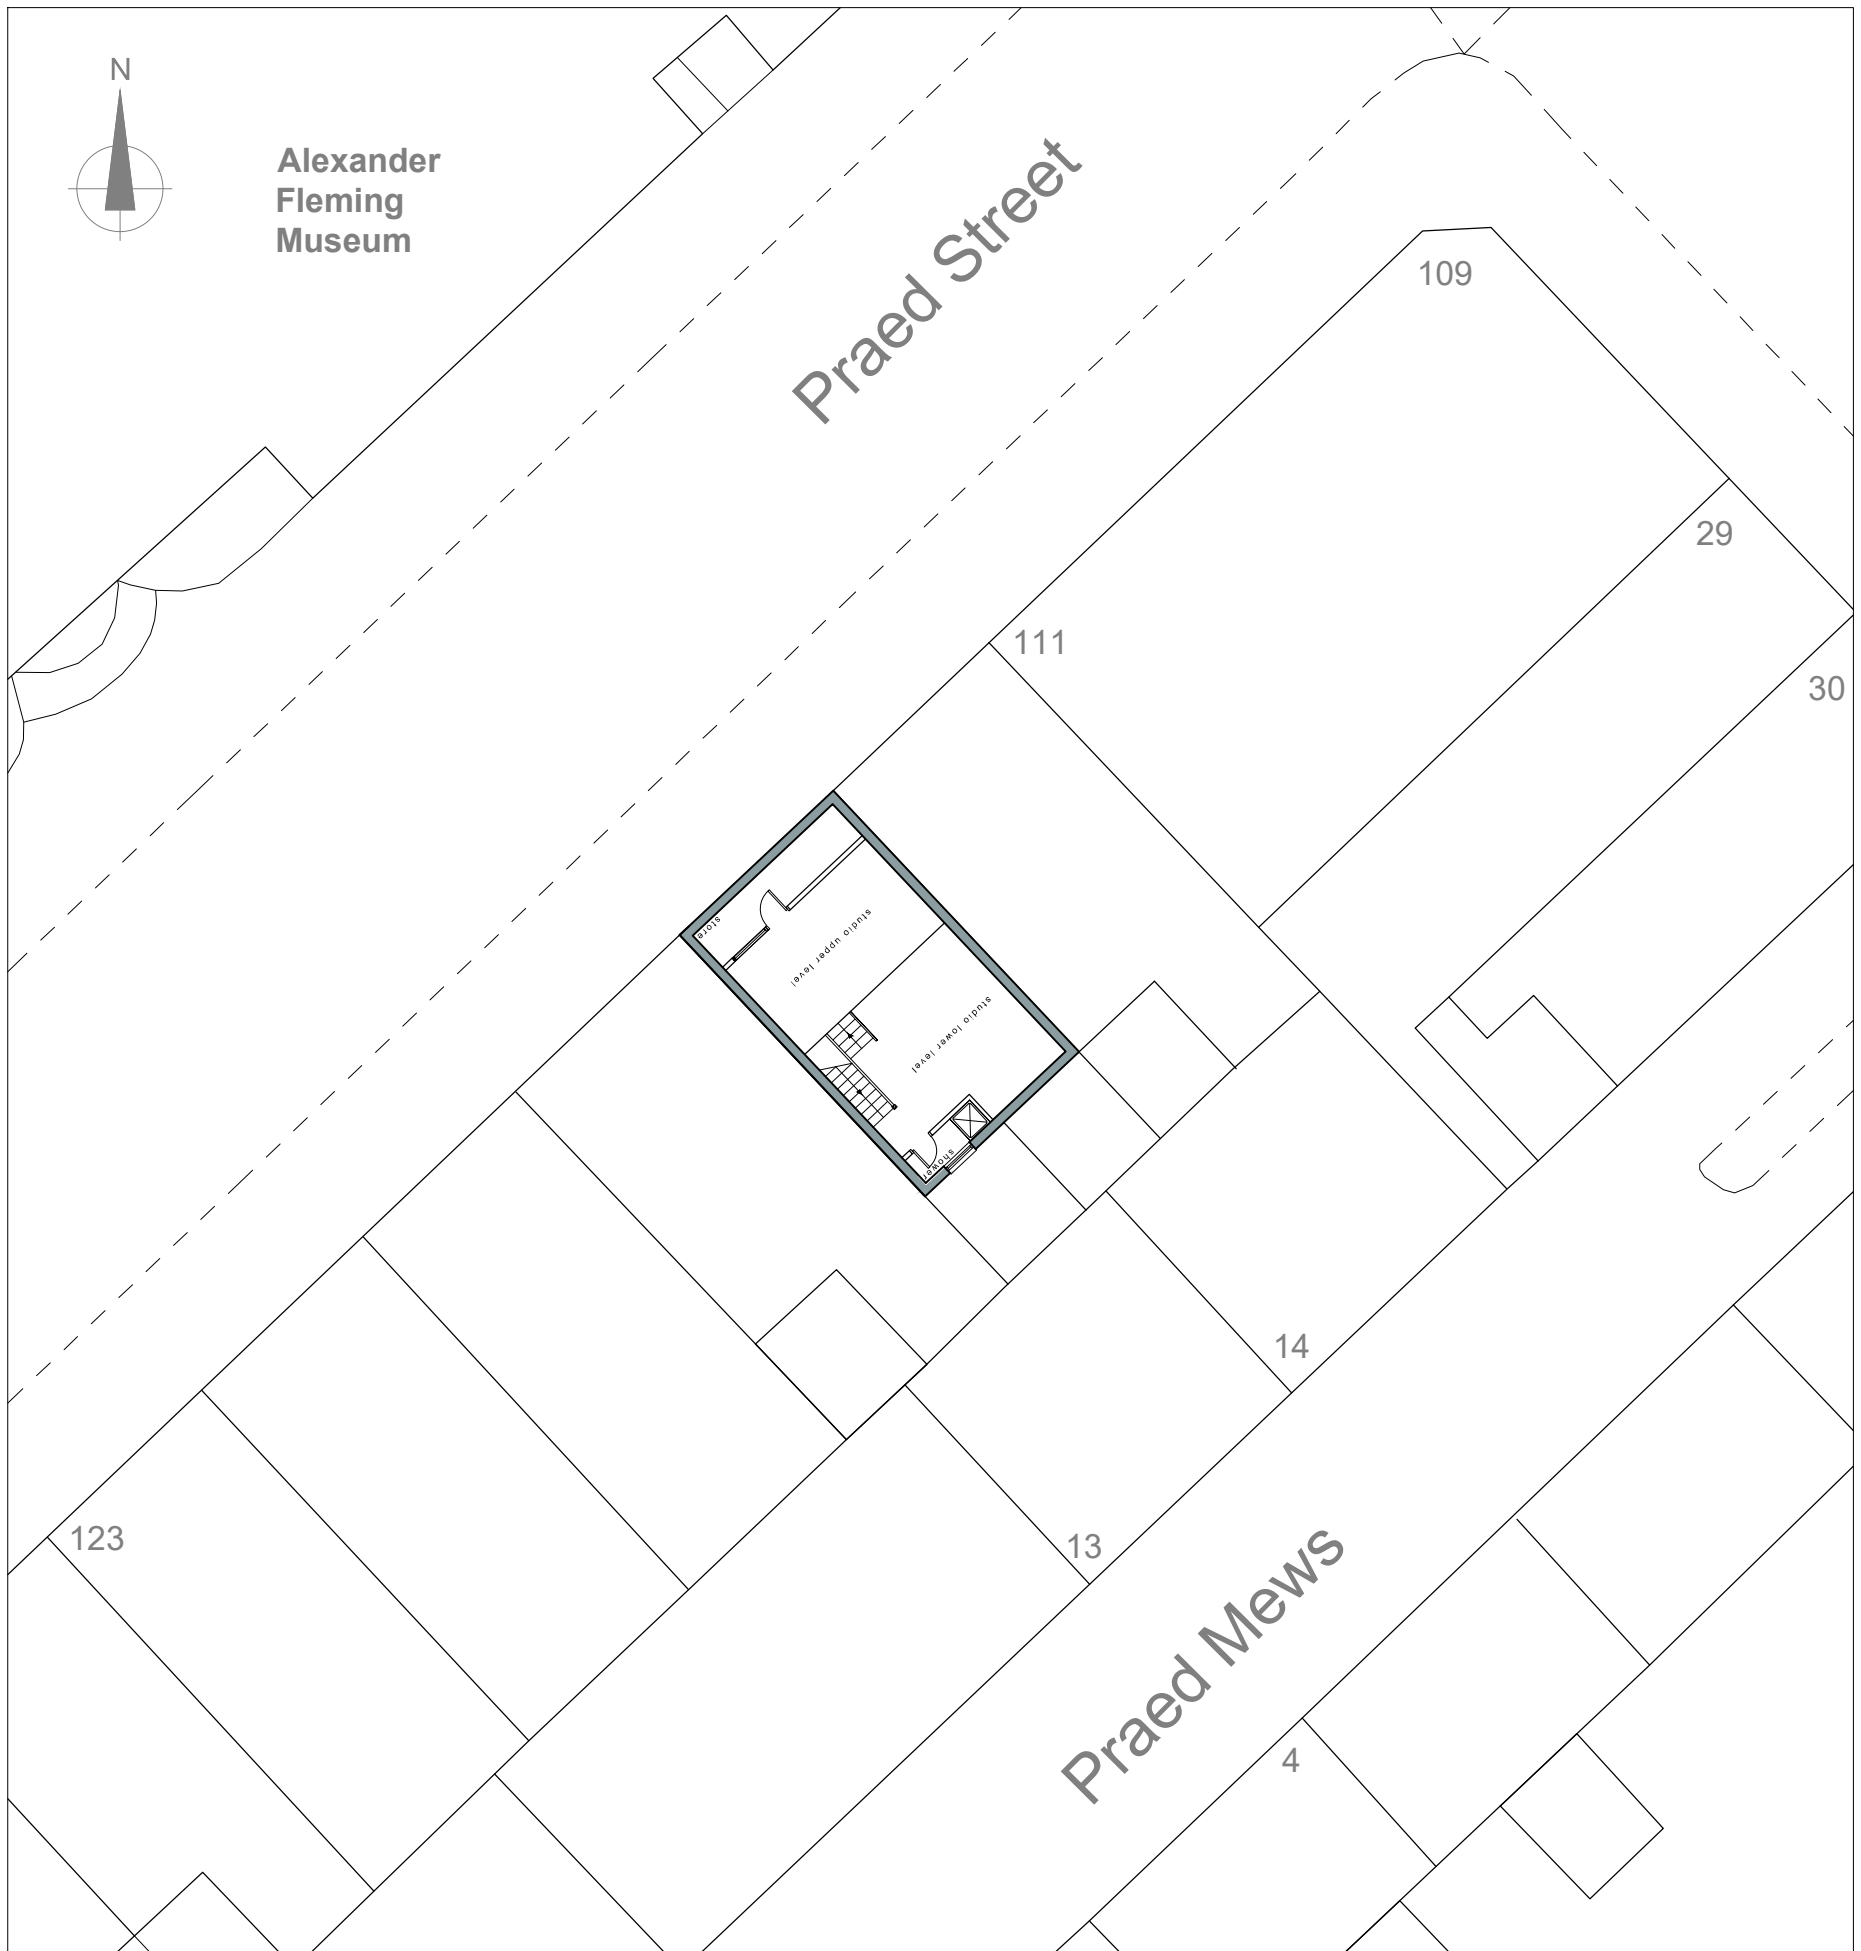 N
Alexander
Fleming
Museum
Praed Street
109
29
111
30
store
studio upper level
studio lower level
shower
14
123
13
Praed Mews
4